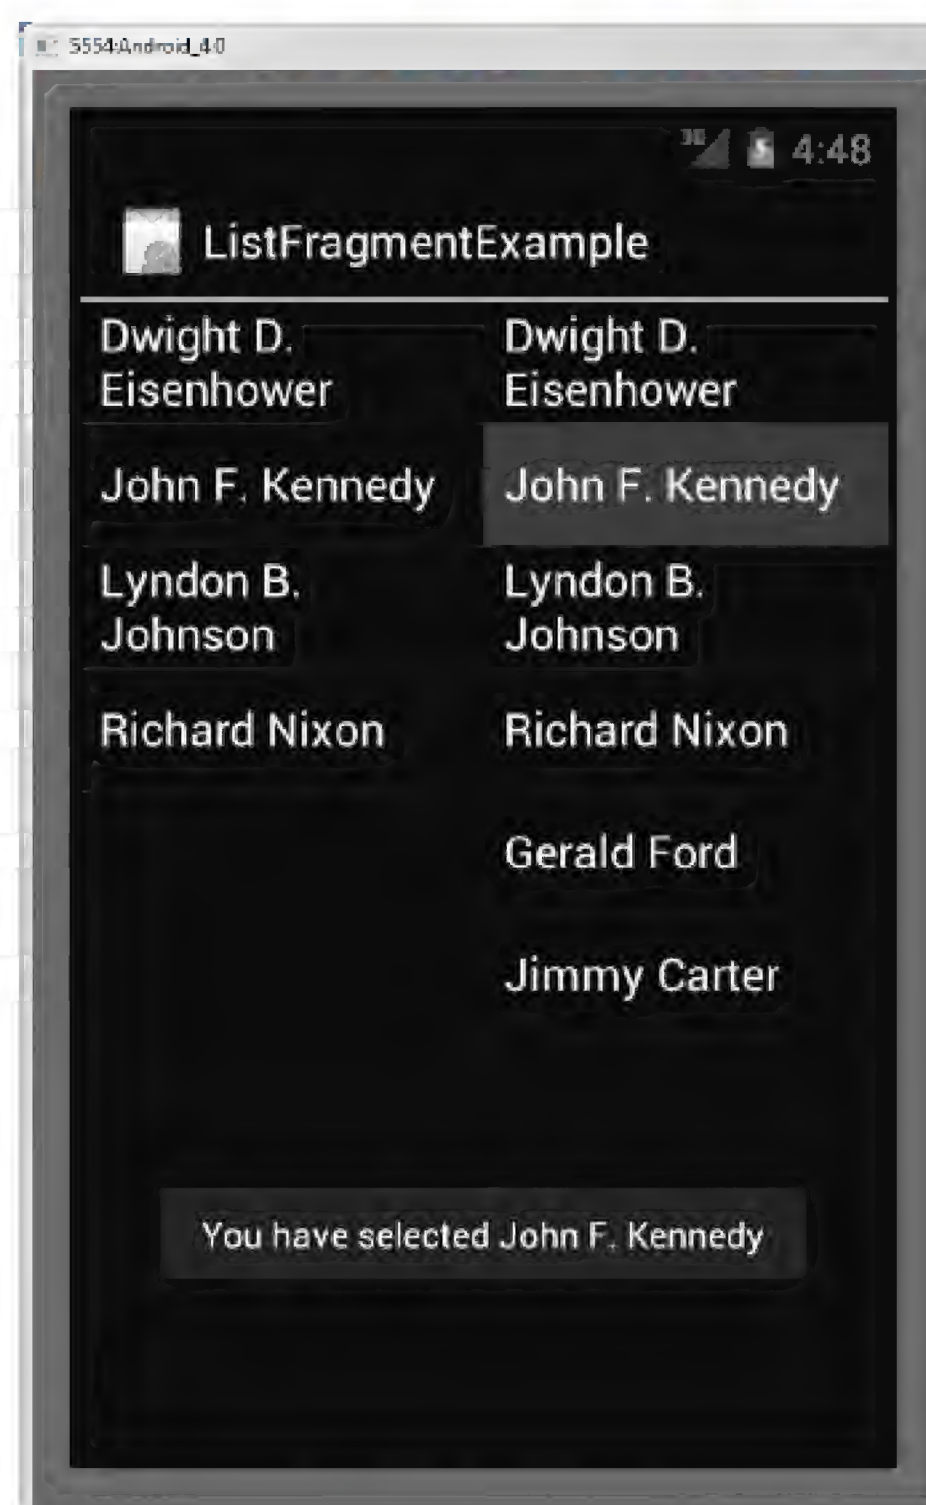 5554:Android_4.0
4:48
ListFragmentExample
Dwight D.
Eisenhower
John F. Kennedy
Lyndon B.
Johnson
Richard Nixon
Dwight D.
Eisenhower
John F. Kennedy
Lyndon B.
Johnson
Richard Nixon
Gerald Ford
Jimmy Carter
You have selected John F. Kennedy